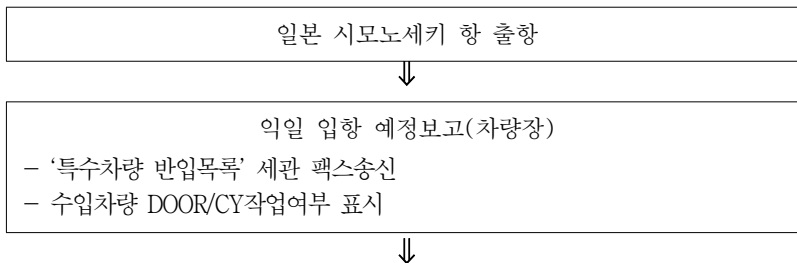 일본 시모노세키 항 출항
⇓
익일 입항 예정보고(차량장)
- ‘특수차량 반입목록’ 세관 팩스송신
- 수입차량 DOOR/CY작업여부 표시
⇓